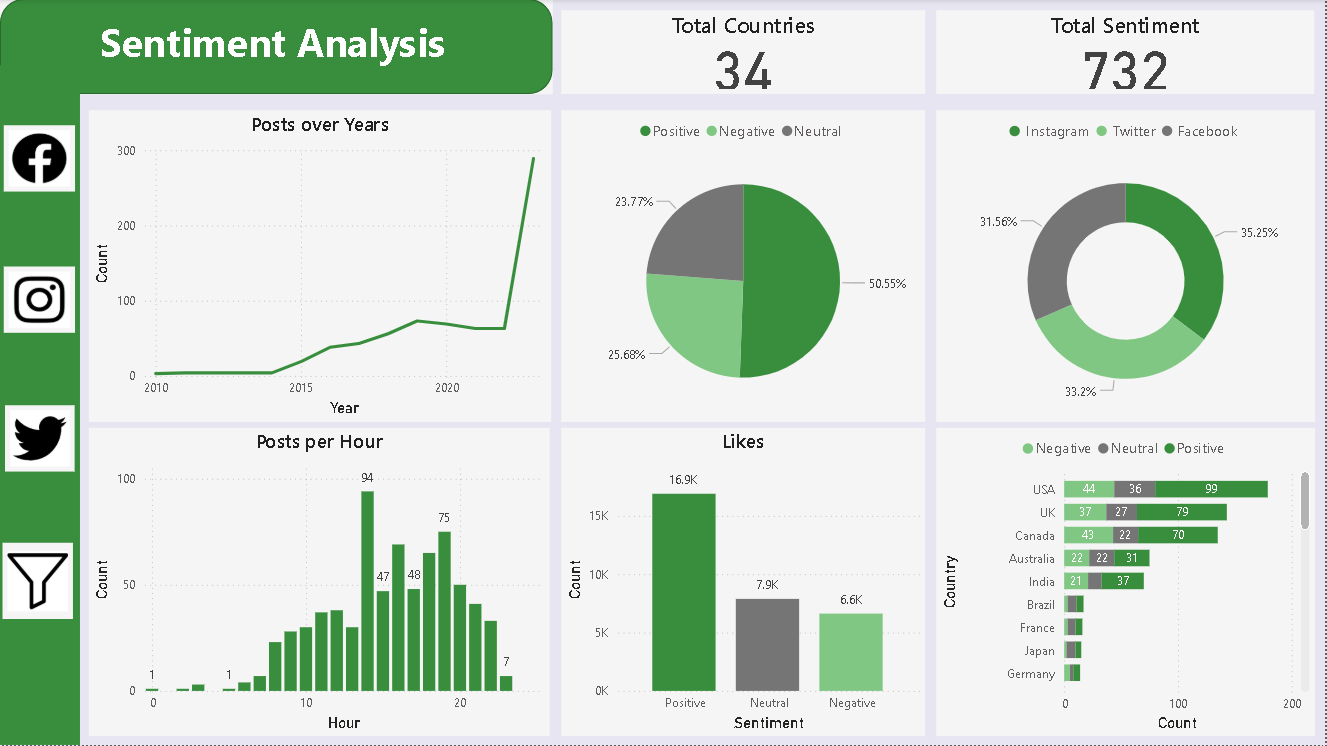 Sentiment Analysis
Total Countries
34
Total Sentiment
732
Posts over Years
300
200
100
0
Count
2010
2015
2020
Year
Positive Negative Neutral
23.77%
50.55%
25.68%
Instagram Twitter Facebook
31.56%
35.25%
33.2%
Posts per Hour
100
50
0
Count
1
1
94
47
48
75
7
0
10
20
Hour
Likes
15K
10K
5K
0K
Count
16.9K
7.9K
6.6K
Positive
Neutral
Negative
Sentiment
Negative Neutral Positive
Country
USA 44 36 99
UK 37 27 79
Canada 43 22 70
Australia 22 22 31
India 21 37
Brazil
France
Japan
Germany
0
100
200
Count